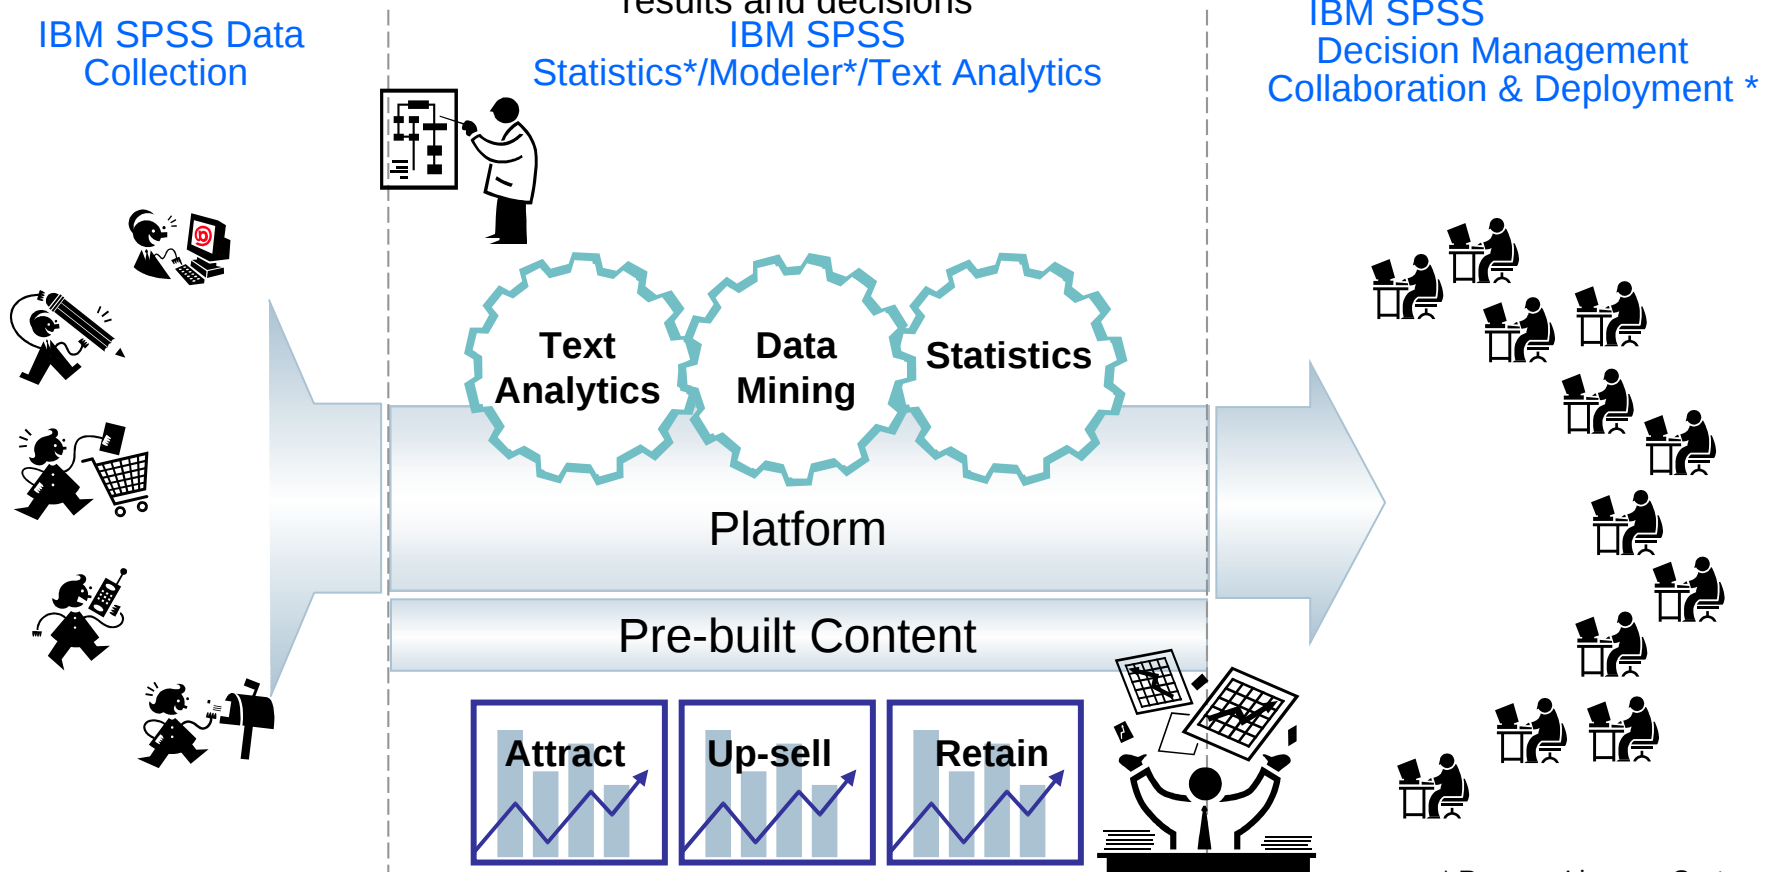 results and decisions
IBM SPSS Data
Collection
IBM SPSS
Statistics*/Modeler*/Text Analytics
IBM SPSS
Decision Management
Collaboration & Deployment *
Text
Analytics
Data
Mining
Statistics
Platform
Pre-built Content
Attract
Up-sell
Retain